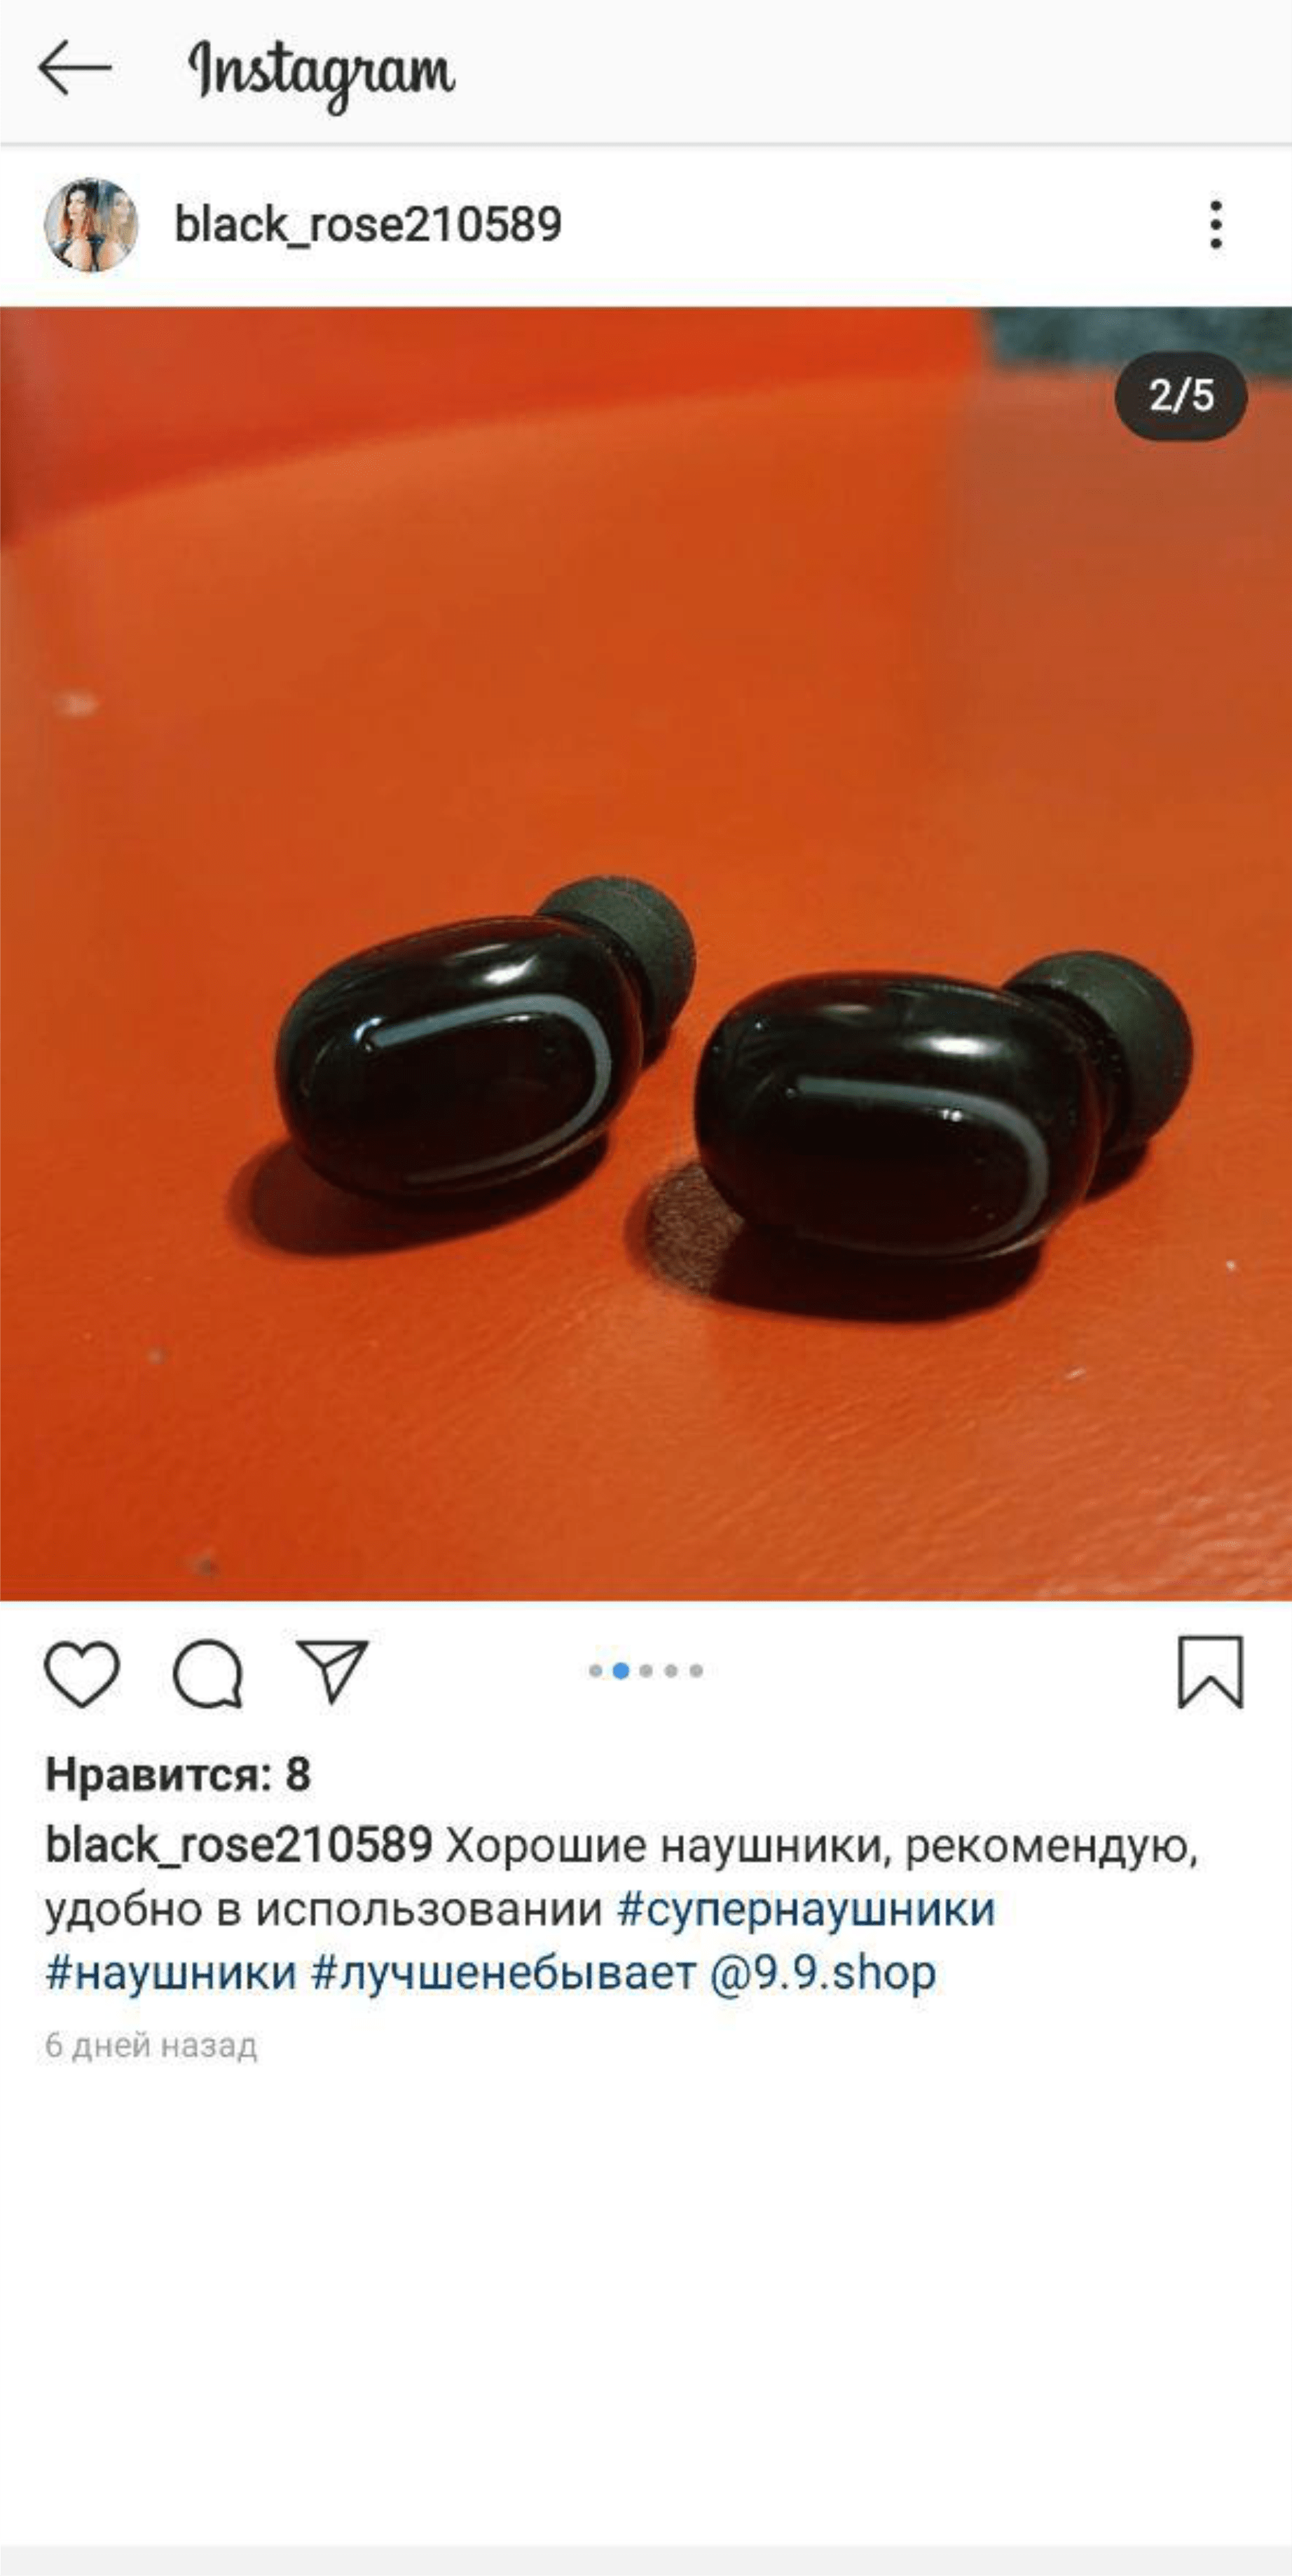 Instagram
black_rose210589
2/5
Нравится: 8
black_rose210589 Хорошие наушники, рекомендую,
удобно в использовании #супернаушники
#наушники #лучшенебывает @9.9.shop
6 дней назад